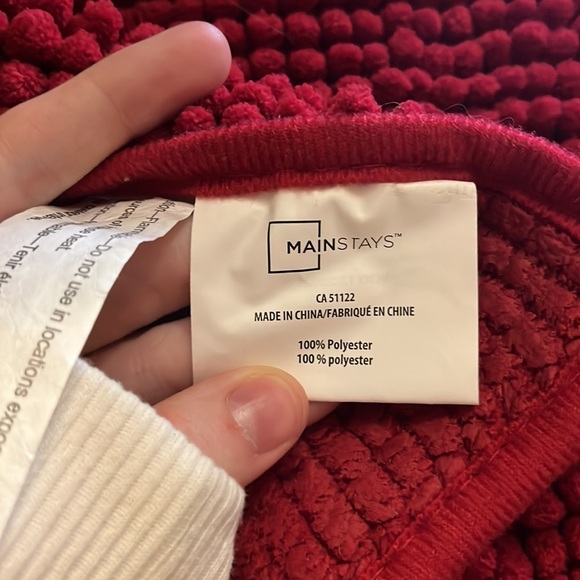 MAINSTAYS™
CA 51122
MADE IN CHINA/FABRIQUÉ EN CHINE
100% Polyester
100 % polyester
Do not use in locations